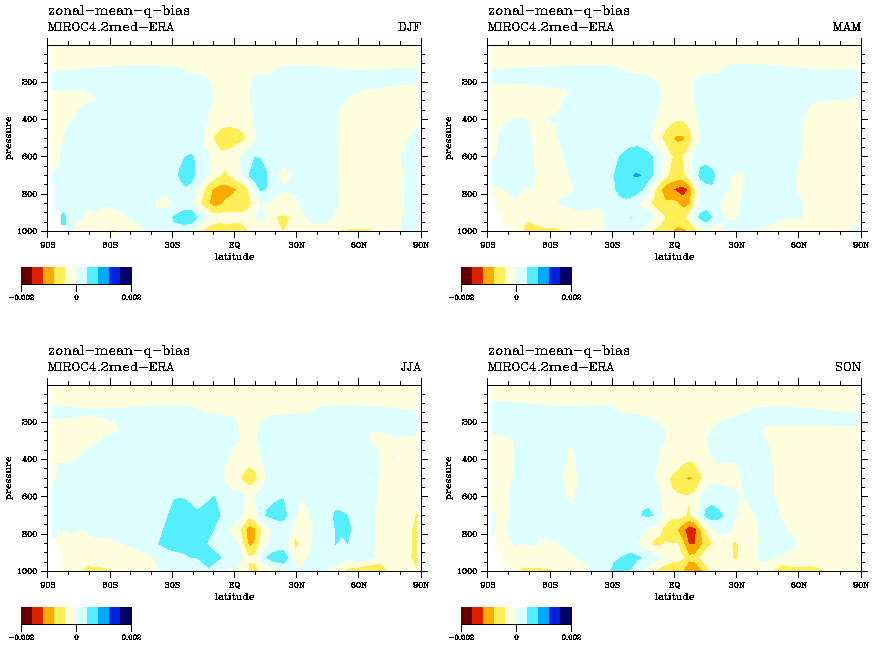 zonal-mean-q-bias
MIROC4.2med-ERA DJF
200
400
600
800
1000
pressure
90S 60S 30S EQ 30N 60N 90N
latitude
-0.002 0 0.002
zonal-mean-q-bias
MIROC4.2med-ERA MAM
200
400
600
800
1000
pressure
90S 60S 30S EQ 30N 60N 90N
latitude
-0.002 0 0.002
zonal-mean-q-bias
MIROC4.2med-ERA JJA
200
400
600
800
1000
pressure
90S 60S 30S EQ 30N 60N 90N
latitude
-0.002 0 0.002
zonal-mean-q-bias
MIROC4.2med-ERA SON
200
400
600
800
1000
pressure
90S 60S 30S EQ 30N 60N 90N
latitude
-0.002 0 0.002